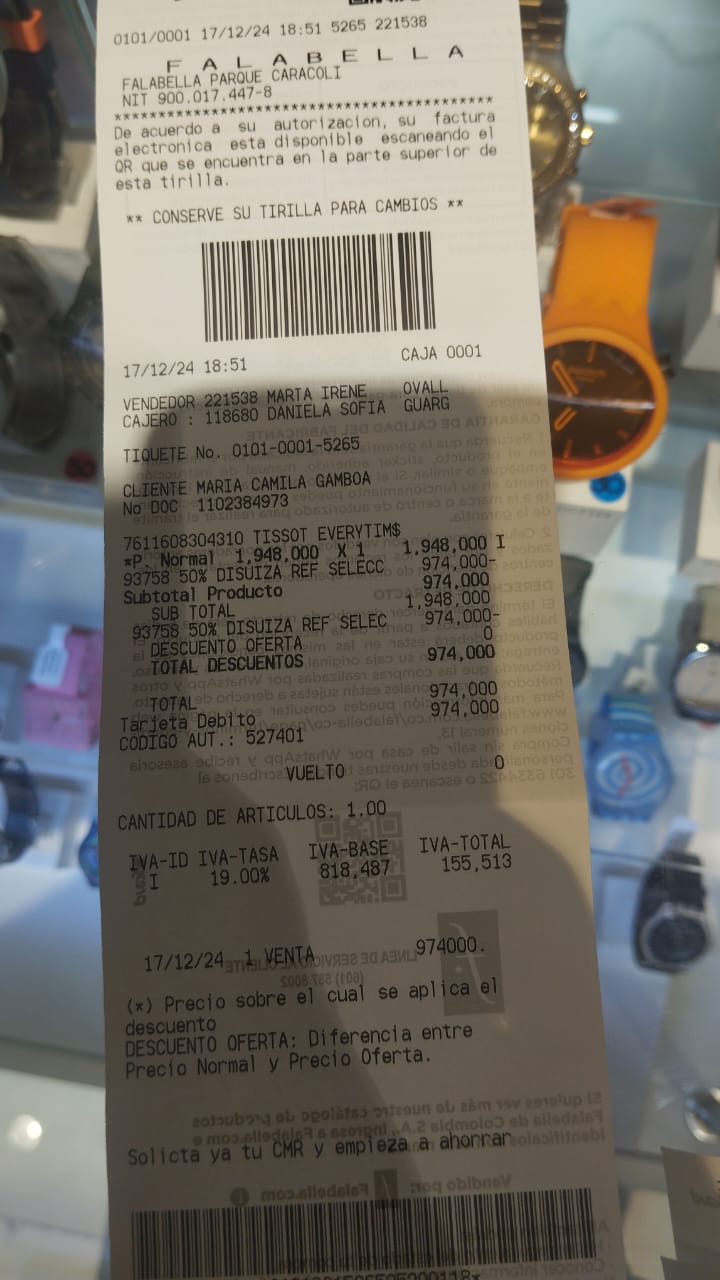 0101/0001 17/12/24 18:51 5265 221538
F A L A B E L L A
FALABELLA PARQUE CARACOLI
NIT 900.017.447-8
*****************************************
De acuerdo a su autorizacion, su factura
electronica esta disponible escaneando el
QR que se encuentra en la parte superior de
esta tirilla.
** CONSERVE SU TIRILLA PARA CAMBIOS **
17/12/24 18:51 CAJA 0001
VENDEDOR 221538 MARTA IRENE OVALL
CAJERO : 118680 DANIELA SOFIA GUARG
TIQUETE No. 0101-0001-5265
CLIENTE MARIA CAMILA GAMBOA
No DOC 1102384973
7611608304310 TISSOT EVERYTIM$
*P. Normal 1,948,000 X 1 1,948,000 I
93758 50% DISUIZA REF SELECC 974,000-
Subtotal Producto 974,000
SUB TOTAL 1,948,000
93758 50% DISUIZA REF SELEC 974,000-
DESCUENTO OFERTA 0
TOTAL DESCUENTOS 974,000
TOTAL 974,000
Tarjeta Debito 974,000
CODIGO AUT.: 527401
VUELTO 0
CANTIDAD DE ARTICULOS: 1.00
IVA-ID IVA-TASA IVA-BASE IVA-TOTAL
I 19.00% 818,487 155,513
17/12/24 1 VENTA 974000.
(*) Precio sobre el cual se aplica el
descuento
DESCUENTO OFERTA: Diferencia entre
Precio Normal y Precio Oferta.
Solicta ya tu CMR y empieza a ahorrar